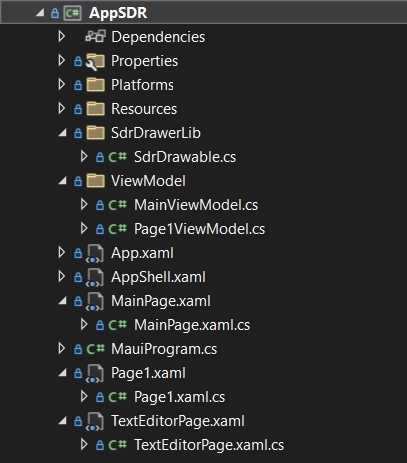 AppSDR
Dependencies
Properties
Platforms
Resources
SdrDrawerLib
C# SdrDrawable.cs
ViewModel
C# MainViewModel.cs
C# Page1ViewModel.cs
App.xaml
AppShell.xaml
MainPage.xaml
C# MainPage.xaml.cs
C# MauiProgram.cs
Page1.xaml
C# Page1.xaml.cs
TextEditorPage.xaml
C# TextEditorPage.xaml.cs